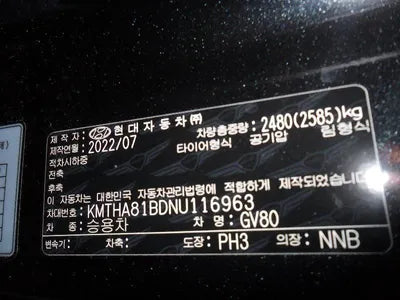 제 작 자 : 현대자동차㈜
제작연월 : 2022/07 차량총중량: 2480(2585)kg
적차시하중 타이어형식 공기압 림형식
전축
후축
이 자동차는 대한민국 자동차관리법령에 적합하게 제작되었습니다.
차대번호: KMTHA81BDNU116963
차 종: 승용차 차 명: GV80
변속기: 차축: 도장: PH3 의장: NNB